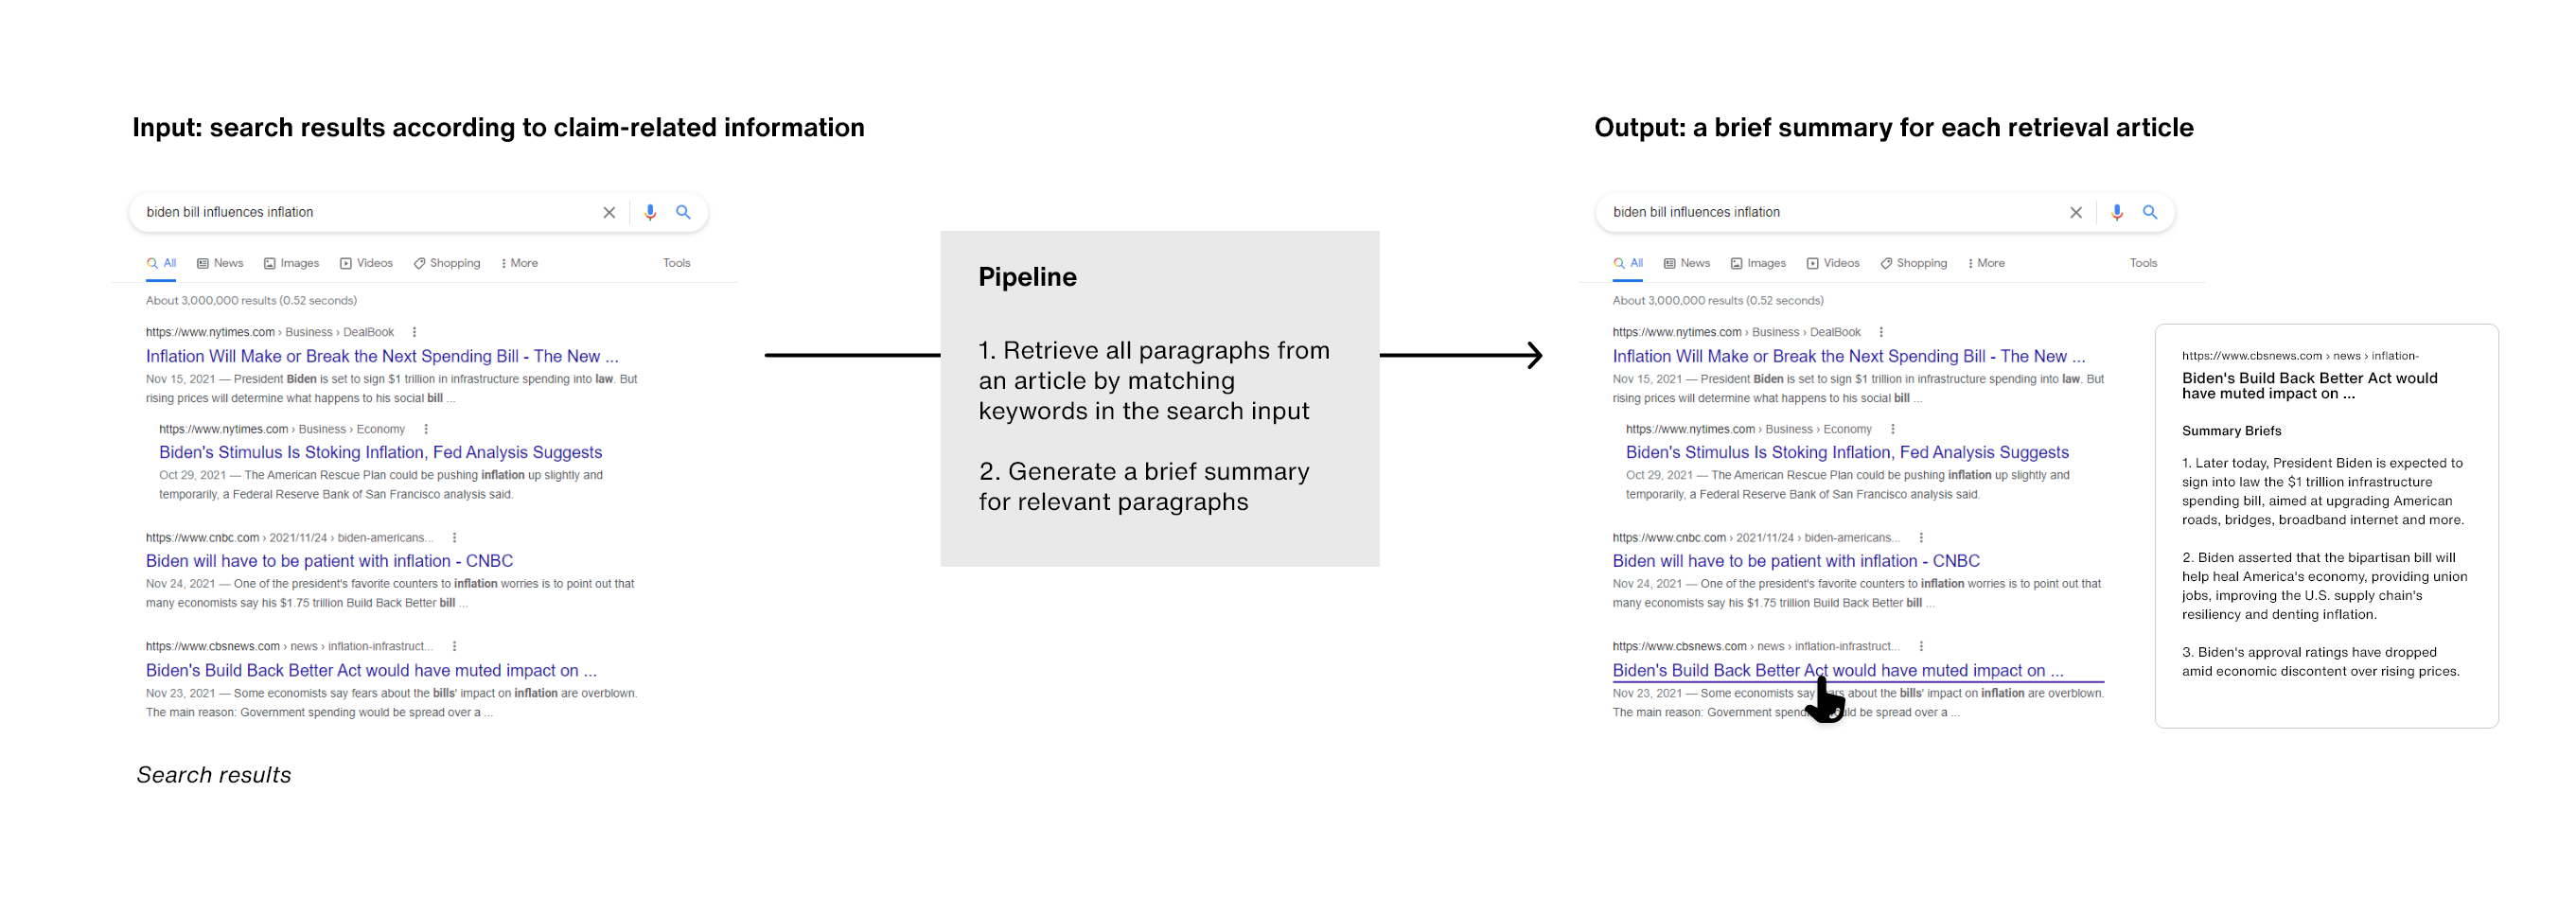 Input: search results according to claim-related information
biden bill influences inflation
All News Images Videos Shopping More Tools
About 3,000,000 results (0.52 seconds)
https://www.nytimes.com › Business › DealBook
Inflation Will Make or Break the Next Spending Bill - The New ...
Nov 15, 2021 — President Biden is set to sign $1 trillion in infrastructure spending into law. But
rising prices will determine what happens to his social bill ...
https://www.nytimes.com › Business › Economy
Biden's Stimulus Is Stoking Inflation, Fed Analysis Suggests
Oct 29, 2021 — The American Rescue Plan could be pushing inflation up slightly and
temporarily, a Federal Reserve Bank of San Francisco analysis said.
https://www.cnbc.com › 2021/11/24 › biden-americans...
Biden will have to be patient with inflation - CNBC
Nov 24, 2021 — One of the president's favorite counters to inflation worries is to point out that
many economists say his $1.75 trillion Build Back Better bill ...
https://www.cbsnews.com › news › inflation-infrastruct...
Biden's Build Back Better Act would have muted impact on ...
Nov 23, 2021 — Some economists say fears about the bills' impact on inflation are overblown.
The main reason: Government spending would be spread over a ...
Search results
Pipeline
1. Retrieve all paragraphs from
an article by matching
keywords in the search input
2. Generate a brief summary
for relevant paragraphs
Output: a brief summary for each retrieval article
biden bill influences inflation
All News Images Videos Shopping More Tools
About 3,000,000 results (0.52 seconds)
https://www.nytimes.com › Business › DealBook
Inflation Will Make or Break the Next Spending Bill - The New ...
Nov 15, 2021 — President Biden is set to sign $1 trillion in infrastructure spending into law. But
rising prices will determine what happens to his social bill ...
https://www.nytimes.com › Business › Economy
Biden's Stimulus Is Stoking Inflation, Fed Analysis Suggests
Oct 29, 2021 — The American Rescue Plan could be pushing inflation up slightly and
temporarily, a Federal Reserve Bank of San Francisco analysis said.
https://www.cnbc.com › 2021/11/24 › biden-americans...
Biden will have to be patient with inflation - CNBC
Nov 24, 2021 — One of the president's favorite counters to inflation worries is to point out that
many economists say his $1.75 trillion Build Back Better bill ...
https://www.cbsnews.com › news › inflation-infrastruct...
Biden's Build Back Better Act would have muted impact on ...
Nov 23, 2021 — Some economists say about the bills' impact on inflation are overblown.
The main reason: Government be spread over a ...
https://www.cbsnews.com › news › inflation-
Biden's Build Back Better Act would
have muted impact on ...
Summary Briefs
1. Later today, President Biden is expected to
sign into law the $1 trillion infrastructure
spending bill, aimed at upgrading American
roads, bridges, broadband internet and more.
2. Biden asserted that the bipartisan bill will
help heal America's economy, providing union
jobs, improving the U.S. supply chain's
resiliency and denting inflation.
3. Biden's approval ratings have dropped
amid economic discontent over rising prices.